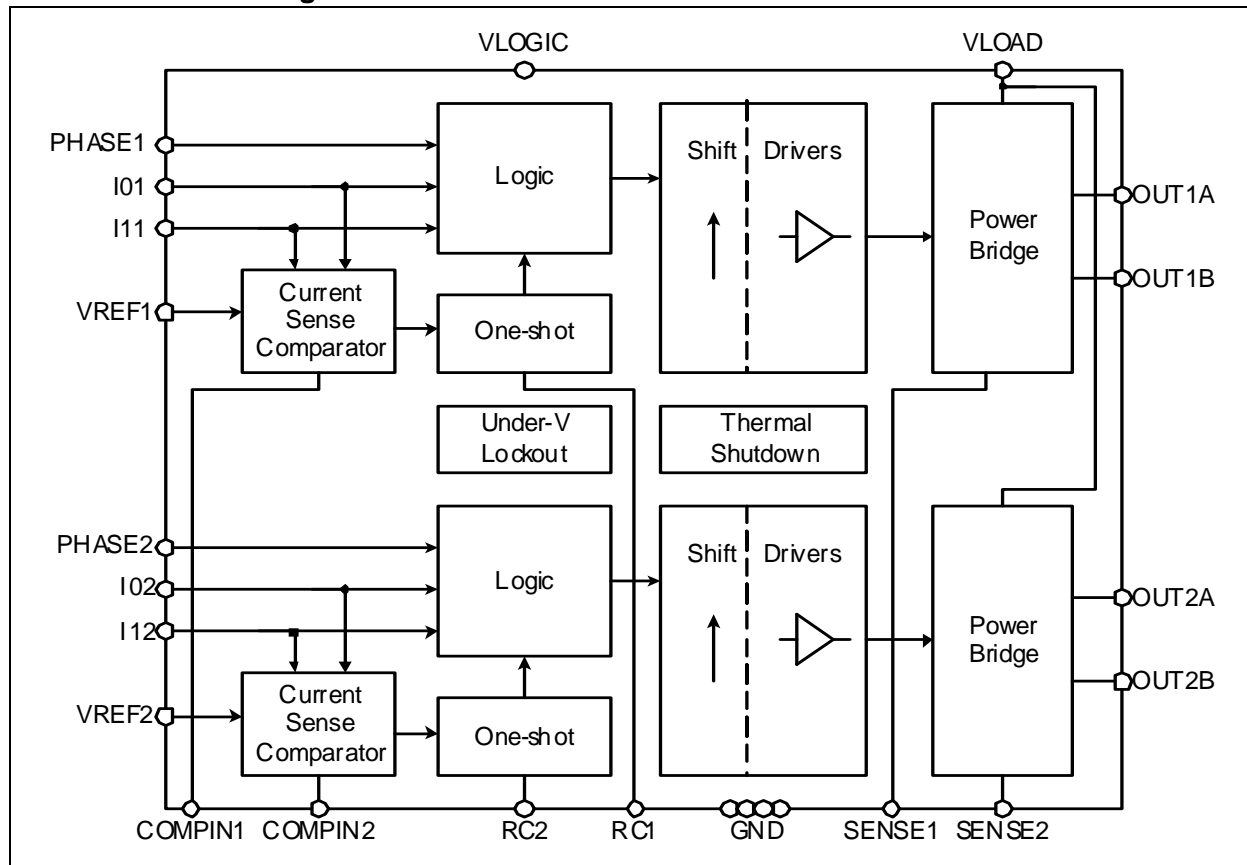 g
VLOGIC
VLOAD
PHASE1
I01
I11
VREF1
Logic
Shift
Drivers
Power
Bridge
OUT1A
OUT1B
Current
Sense
Comparator
One-shot
Under-V
Lockout
Thermal
Shutdown
PHASE2
I02
I12
VREF2
Logic
Shift
Drivers
Power
Bridge
OUT2A
OUT2B
Current
Sense
Comparator
One-shot
COMPIN1
COMPIN2
RC2
RC1
GND
SENSE1
SENSE2